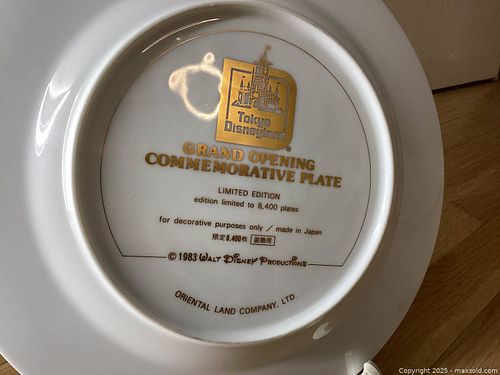 Tokyo
Disneyland
GRAND OPENING
COMMEMORATIVE PLATE
LIMITED EDITION
edition limited to 8,400 plates
for decorative purposes only / made in Japan
限定8,400枚 装飾用
© 1983 WALT DISNEY PRODUCTIONS
ORIENTAL LAND COMPANY, LTD.
Copyright 2025 - maxsold.com